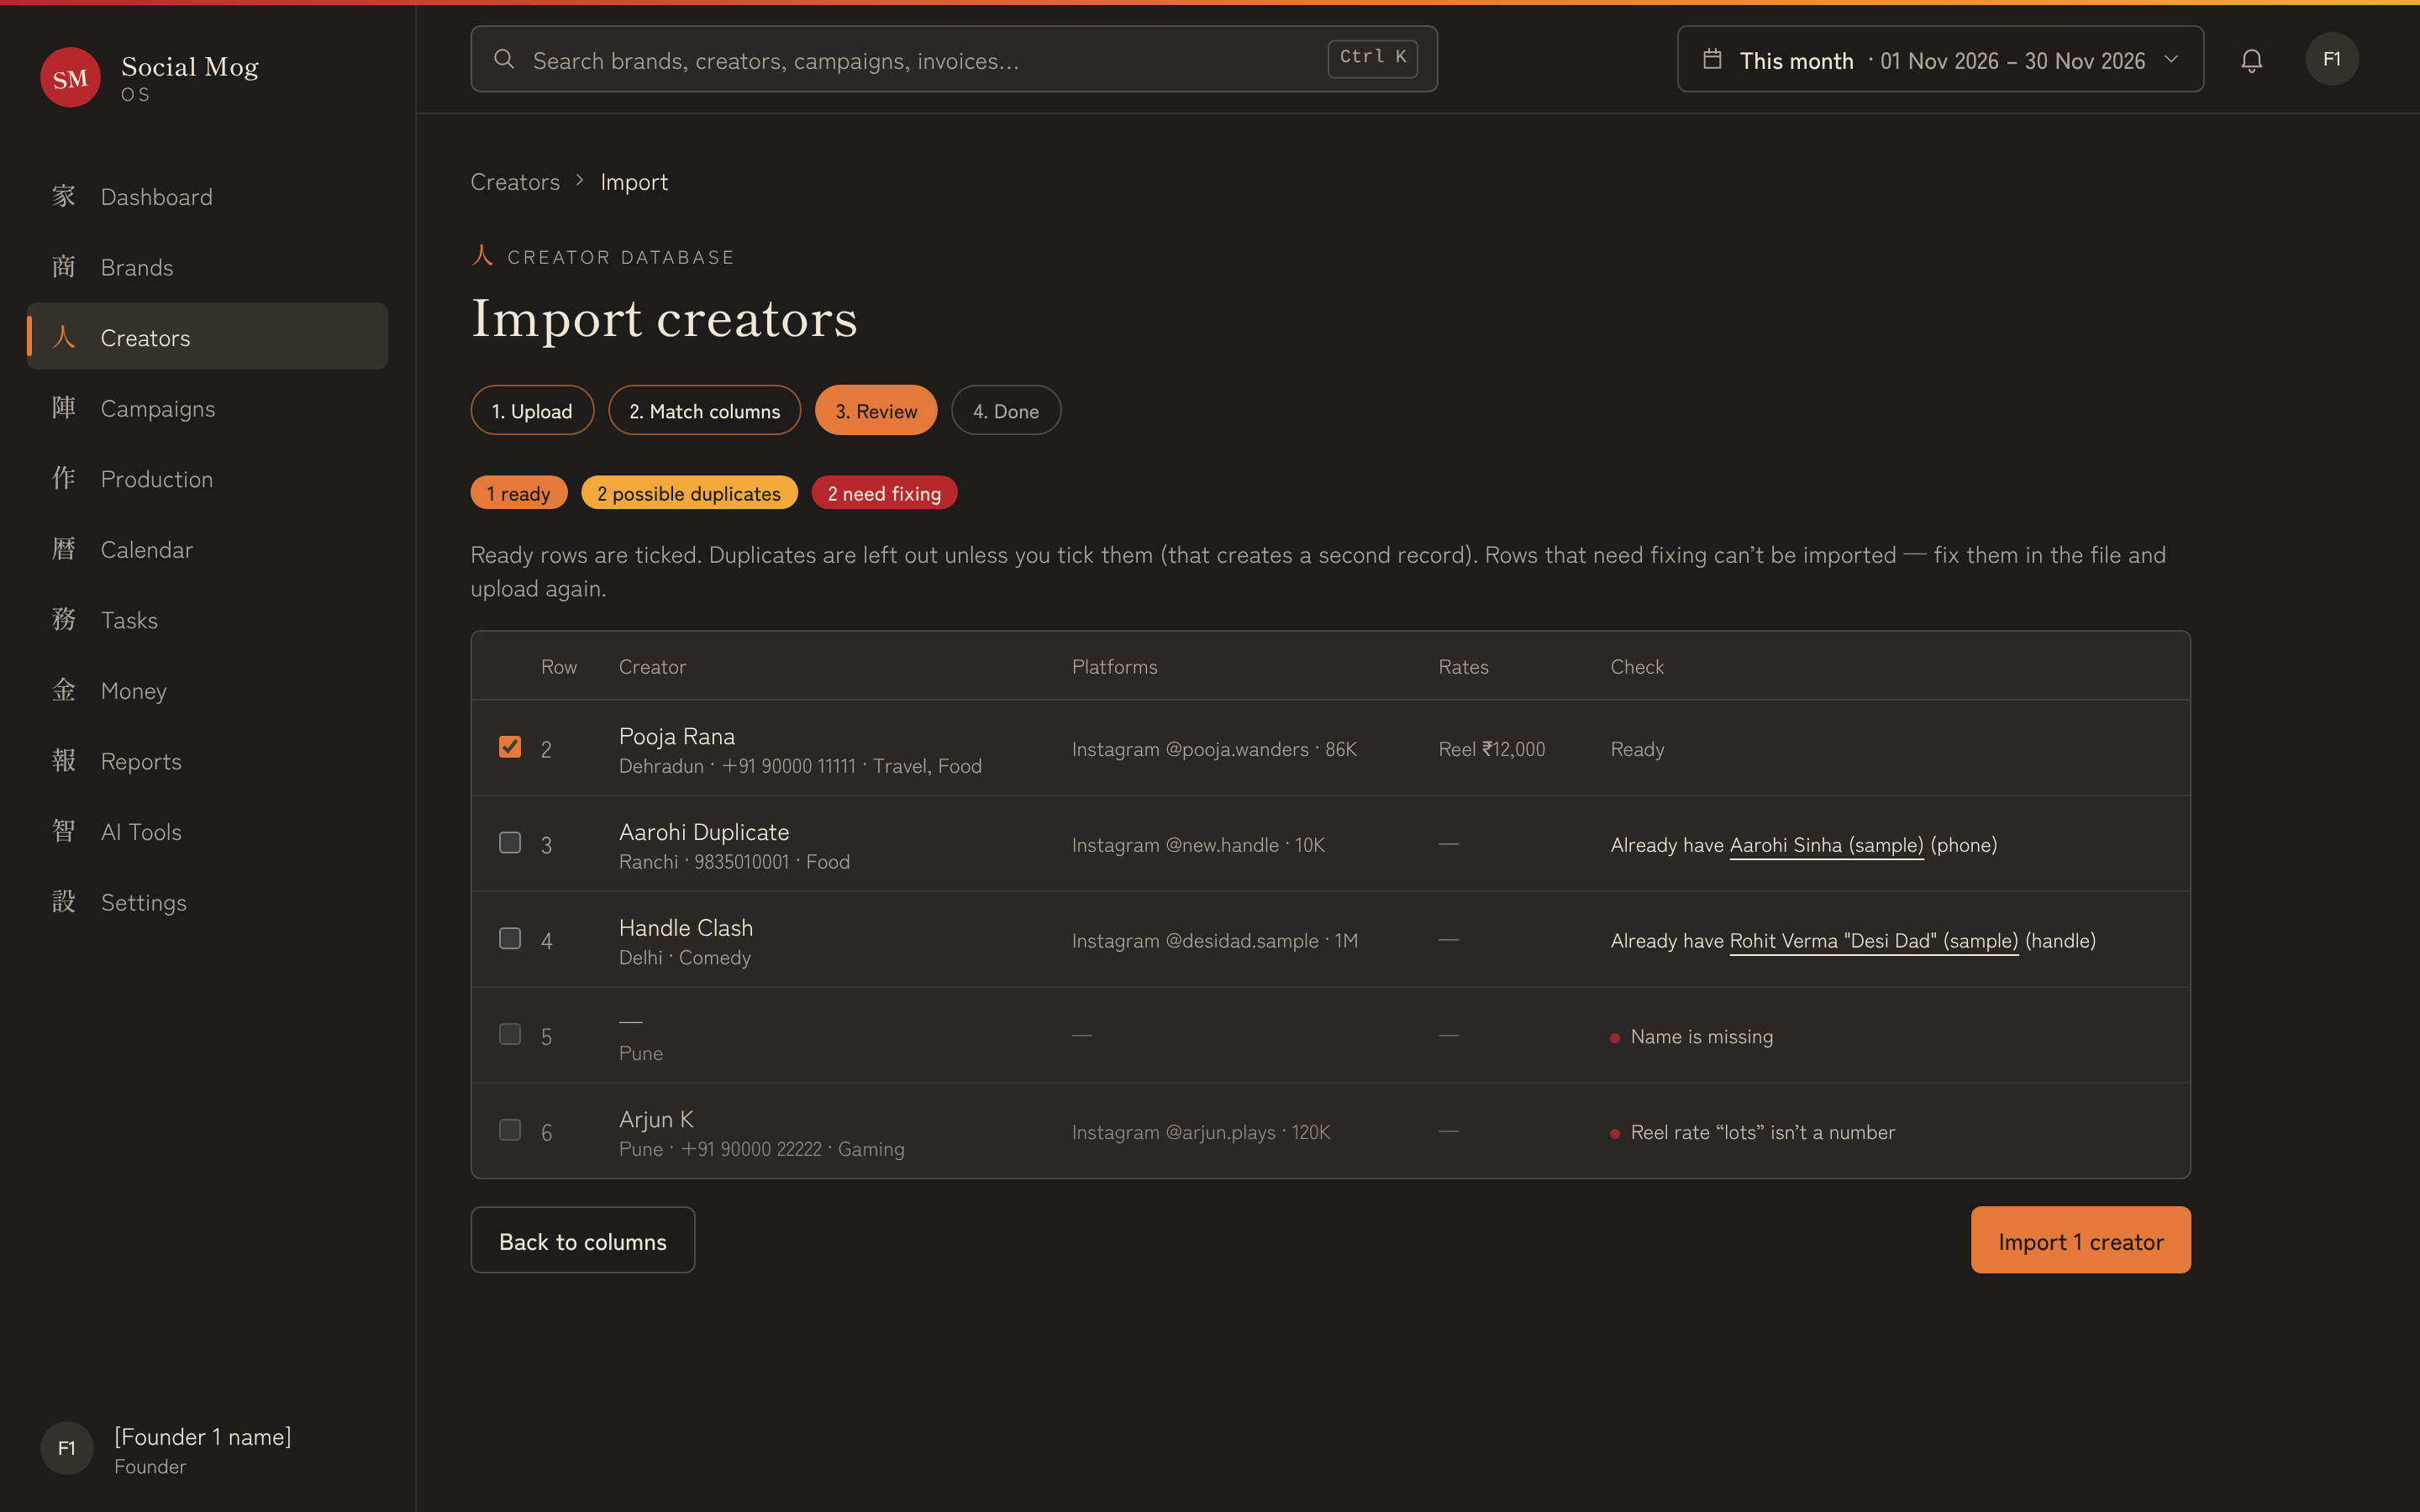 SM
Social Mog
OS
Search brands, creators, campaigns, invoices...
Ctrl K
This month · 01 Nov 2026 – 30 Nov 2026
F1
家 Dashboard
商 Brands
人 Creators
陣 Campaigns
作 Production
暦 Calendar
務 Tasks
金 Money
報 Reports
智 AI Tools
設 Settings
F1
[Founder 1 name]
Founder
Creators > Import
人 CREATOR DATABASE
Import creators
1. Upload
2. Match columns
3. Review
4. Done
1 ready
2 possible duplicates
2 need fixing
Ready rows are ticked. Duplicates are left out unless you tick them (that creates a second record). Rows that need fixing can’t be imported — fix them in the file and
upload again.
Row Creator Platforms Rates Check
2 Pooja Rana Instagram @pooja.wanders · 86K Reel ₹12,000 Ready
Dehradun · +91 90000 11111 · Travel, Food
3 Aarohi Duplicate Instagram @new.handle · 10K — Already have Aarohi Sinha (sample) (phone)
Ranchi · 9835010001 · Food
4 Handle Clash Instagram @desidad.sample · 1M — Already have Rohit Verma "Desi Dad" (sample) (handle)
Delhi · Comedy
5 — — — Name is missing
Pune
6 Arjun K Instagram @arjun.plays · 120K — Reel rate “lots” isn’t a number
Pune · +91 90000 22222 · Gaming
Back to columns
Import 1 creator